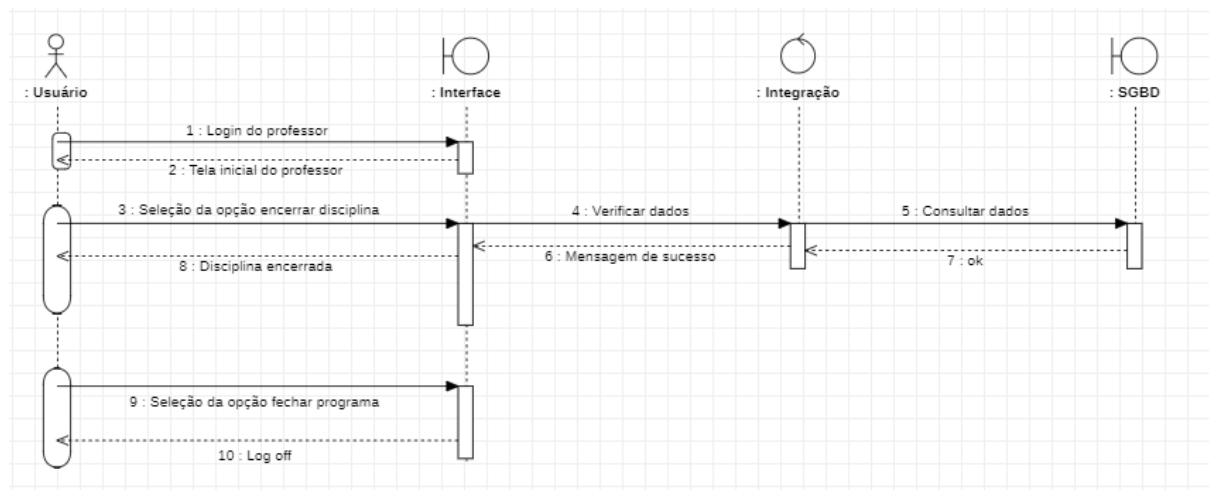 : Usuário
: Interface
: Integração
: SGBD
1 : Login do professor
2 : Tela inicial do professor
3 : Seleção da opção encerrar disciplina
4 : Verificar dados
5 : Consultar dados
6 : Mensagem de sucesso
7 : ok
8 : Disciplina encerrada
9 : Seleção da opção fechar programa
10 : Log off